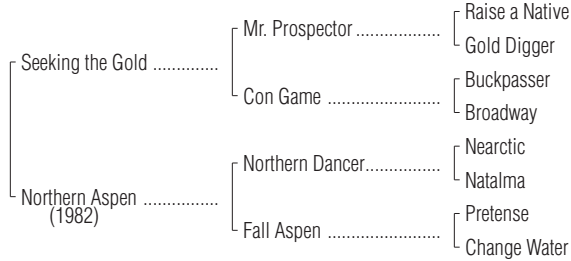 Raise a Native
Mr. Prospector ...................
Gold Digger
Seeking the Gold ...............
Buckpasser
Con Game .........................
Broadway
Nearctic
Northern Dancer.................
Natalma
Northern Aspen .................
(1982)
Pretense
Fall Aspen .........................
Change Water